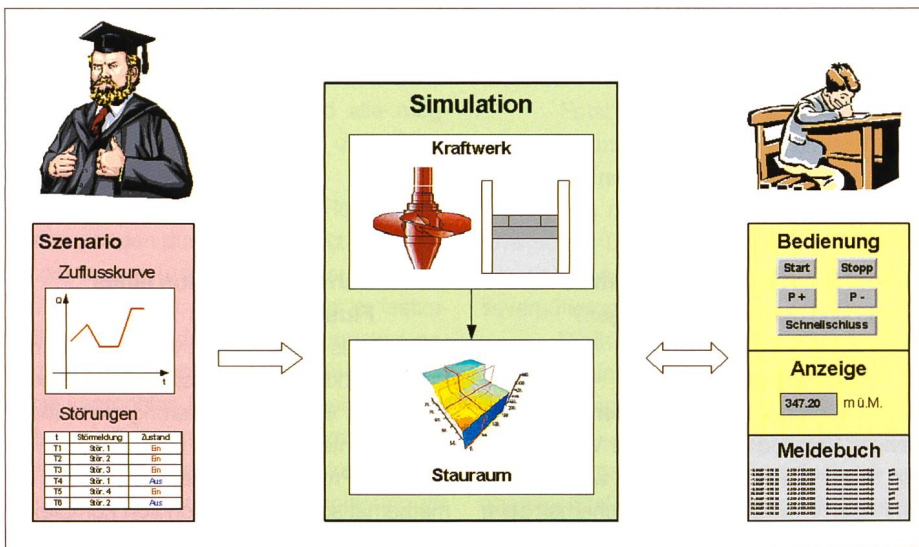 Szenario
Zuflusskurve
Q
t
Störungen
t Störmeldung Zustand
T1 Stör. 1 Ein
T2 Stör. 2 Ein
T3 Stör. 3 Ein
T4 Stör. 1 Aus
T5 Stör. 4 Ein
T6 Stör. 2 Aus
Simulation
Kraftwerk
Stauraum
Bedienung
Start Stopp
P + P -
Schnellschluss
Anzeige
347.20 m ü.M.
Meldebuch